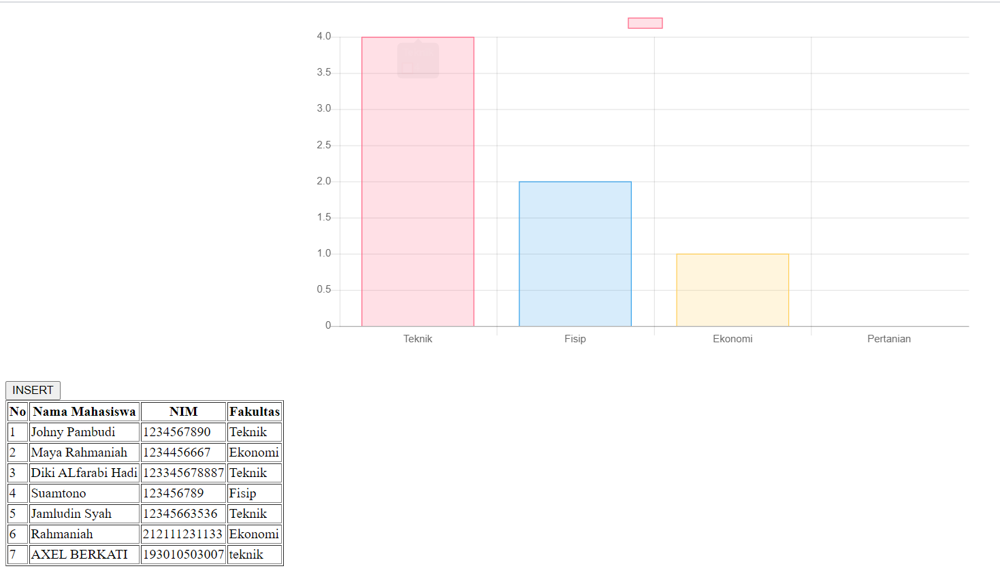 4.0
3.5
3.0
2.5
2.0
1.5
1.0
0.5
0
Teknik Fisip Ekonomi Pertanian
INSERT
No Nama Mahasiswa NIM Fakultas
1 Johny Pambudi 1234567890 Teknik
2 Maya Rahmaniah 1234456667 Ekonomi
3 Diki ALfarabi Hadi 123345678887 Teknik
4 Suamtono 123456789 Fisip
5 Jamludin Syah 12345663536 Teknik
6 Rahmaniah 212111231133 Ekonomi
7 AXEL BERKATI 193010503007 teknik